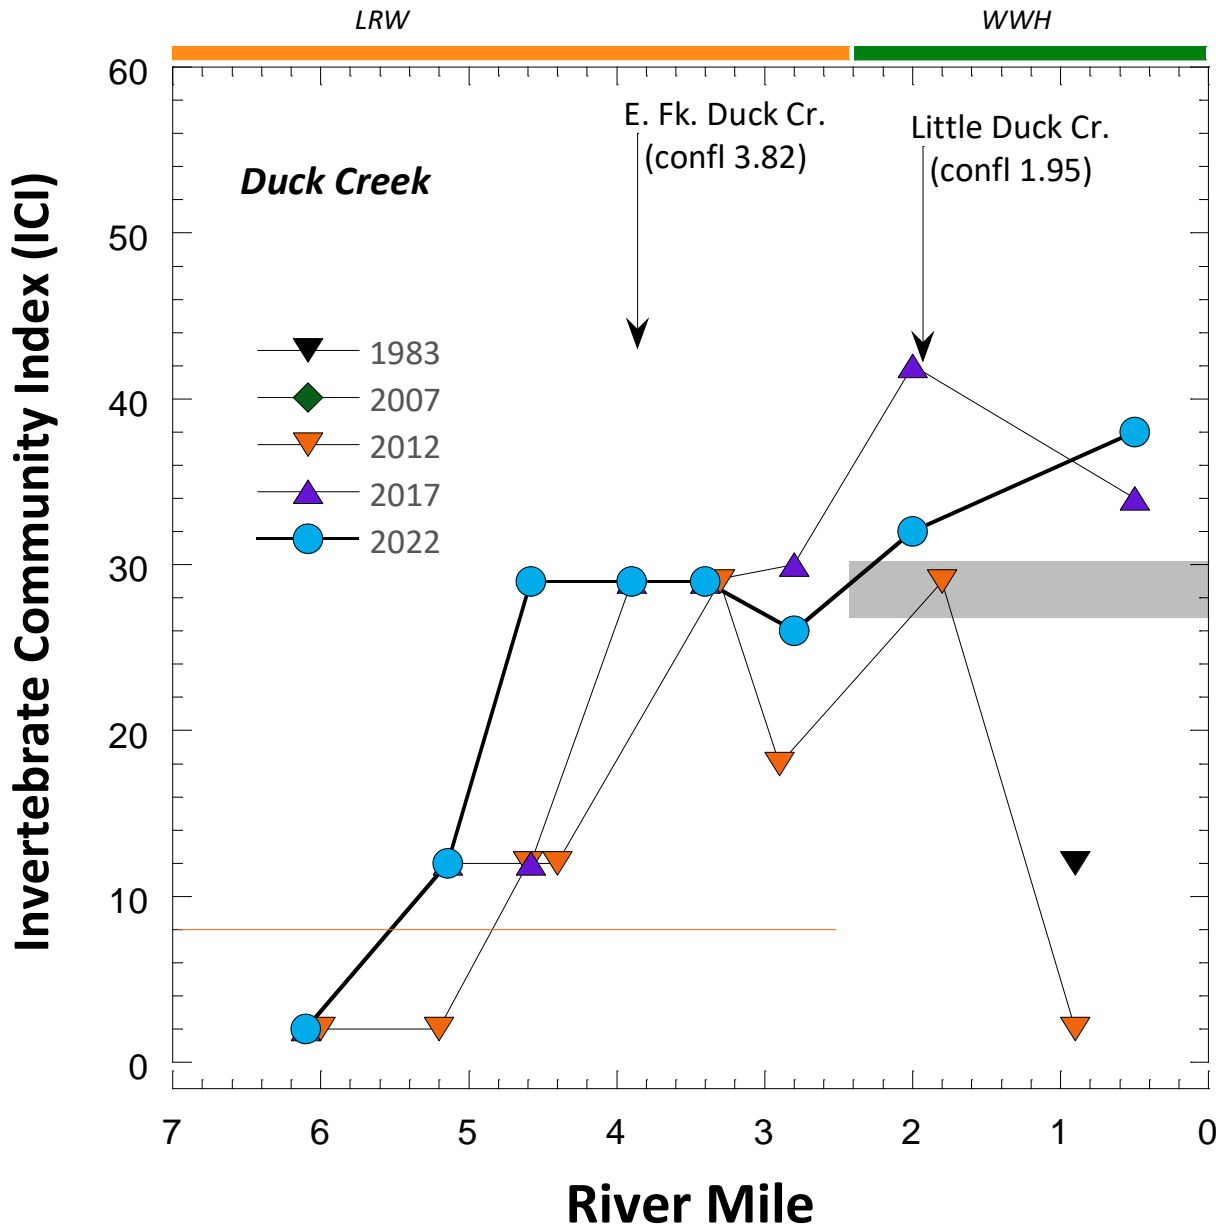 LRW
WWH
E. Fk. Duck Cr.
(confl 3.82)
Little Duck Cr.
(confl 1.95)
Duck Creek
1983
2007
2012
2017
2022
Invertebrate Community Index (ICI)
60
50
40
30
20
10
0
7
6
5
4
3
2
1
0
River Mile